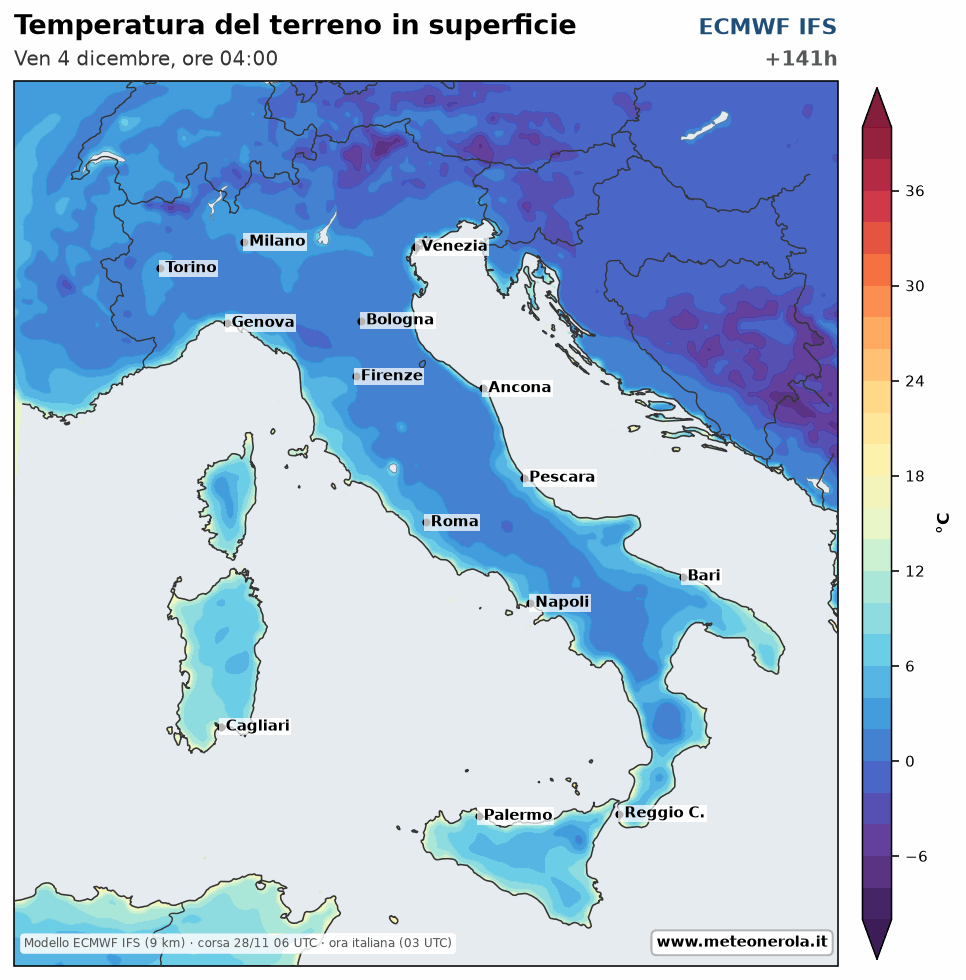 Temperatura del terreno in superficie
ECMWF IFS
Ven 4 dicembre, ore 04:00
+141h
Milano
Venezia
Torino
Genova
Bologna
Firenze
Ancona
Pescara
Roma
Bari
Napoli
Cagliari
Palermo
Reggio C.
36
30
24
18
12
6
0
−6
°C
Modello ECMWF IFS (9 km) · corsa 28/11 06 UTC · ora italiana (03 UTC)
www.meteonerola.it